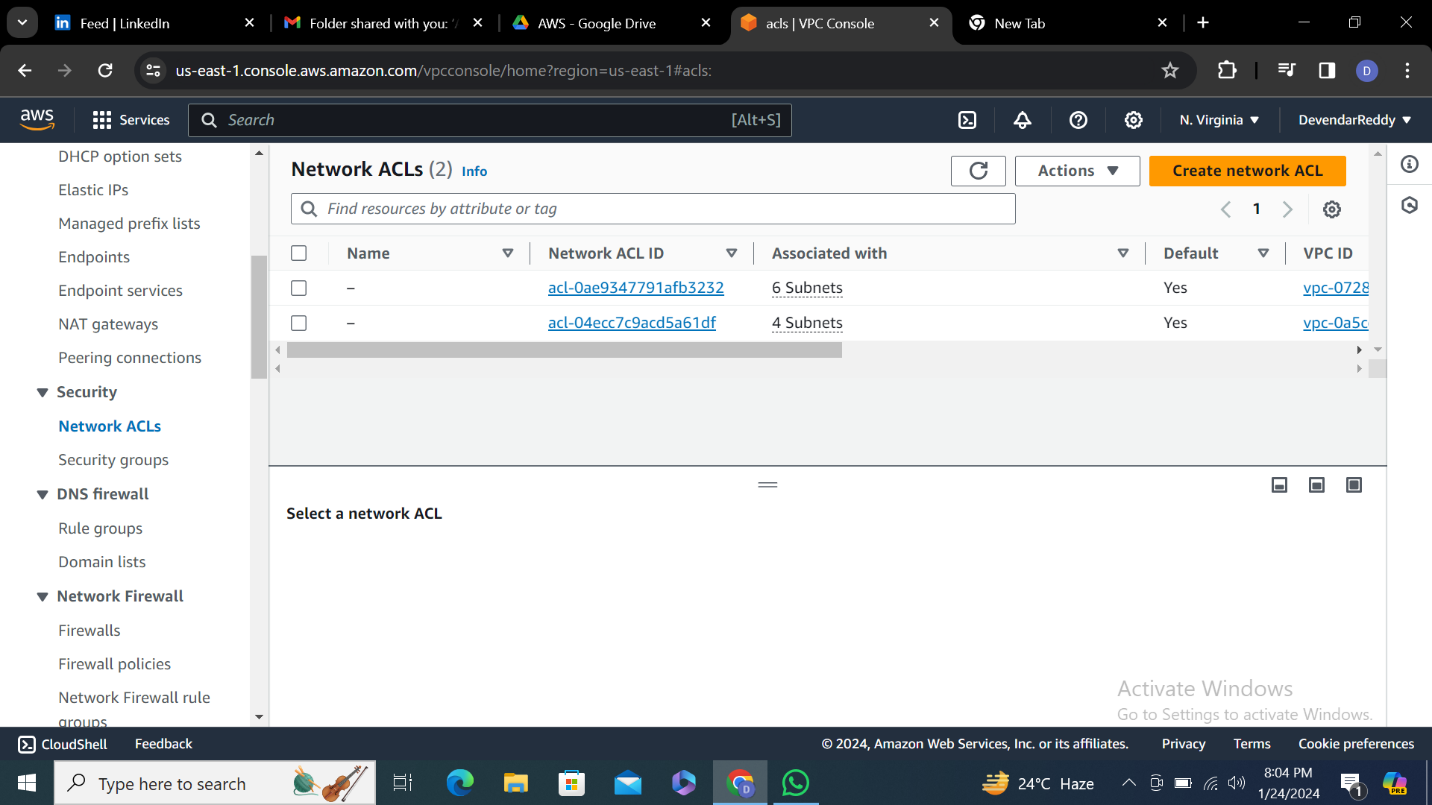 Feed | LinkedIn
Folder shared with you: '
AWS - Google Drive
acls | VPC Console
New Tab
us-east-1.console.aws.amazon.com/vpcconsole/home?region=us-east-1#acls:
D
aws
Services
Search
[Alt+S]
N. Virginia
DevendarReddy
DHCP option sets
Elastic IPs
Managed prefix lists
Endpoints
Endpoint services
NAT gateways
Peering connections
Security
Network ACLs
Security groups
DNS firewall
Rule groups
Domain lists
Network Firewall
Firewalls
Firewall policies
Network Firewall rule
groups
Network ACLs (2) Info
Actions
Create network ACL
Find resources by attribute or tag
1
Name Network ACL ID Associated with Default VPC ID
– acl-0ae9347791afb3232 6 Subnets Yes vpc-0728
– acl-04ecc7c9acd5a61df 4 Subnets Yes vpc-0a5c
Select a network ACL
Activate Windows
Go to Settings to activate Windows.
CloudShell
Feedback
© 2024, Amazon Web Services, Inc. or its affiliates.
Privacy
Terms
Cookie preferences
Type here to search
D
24°C Haze
8:04 PM
1/24/2024
1
PRE